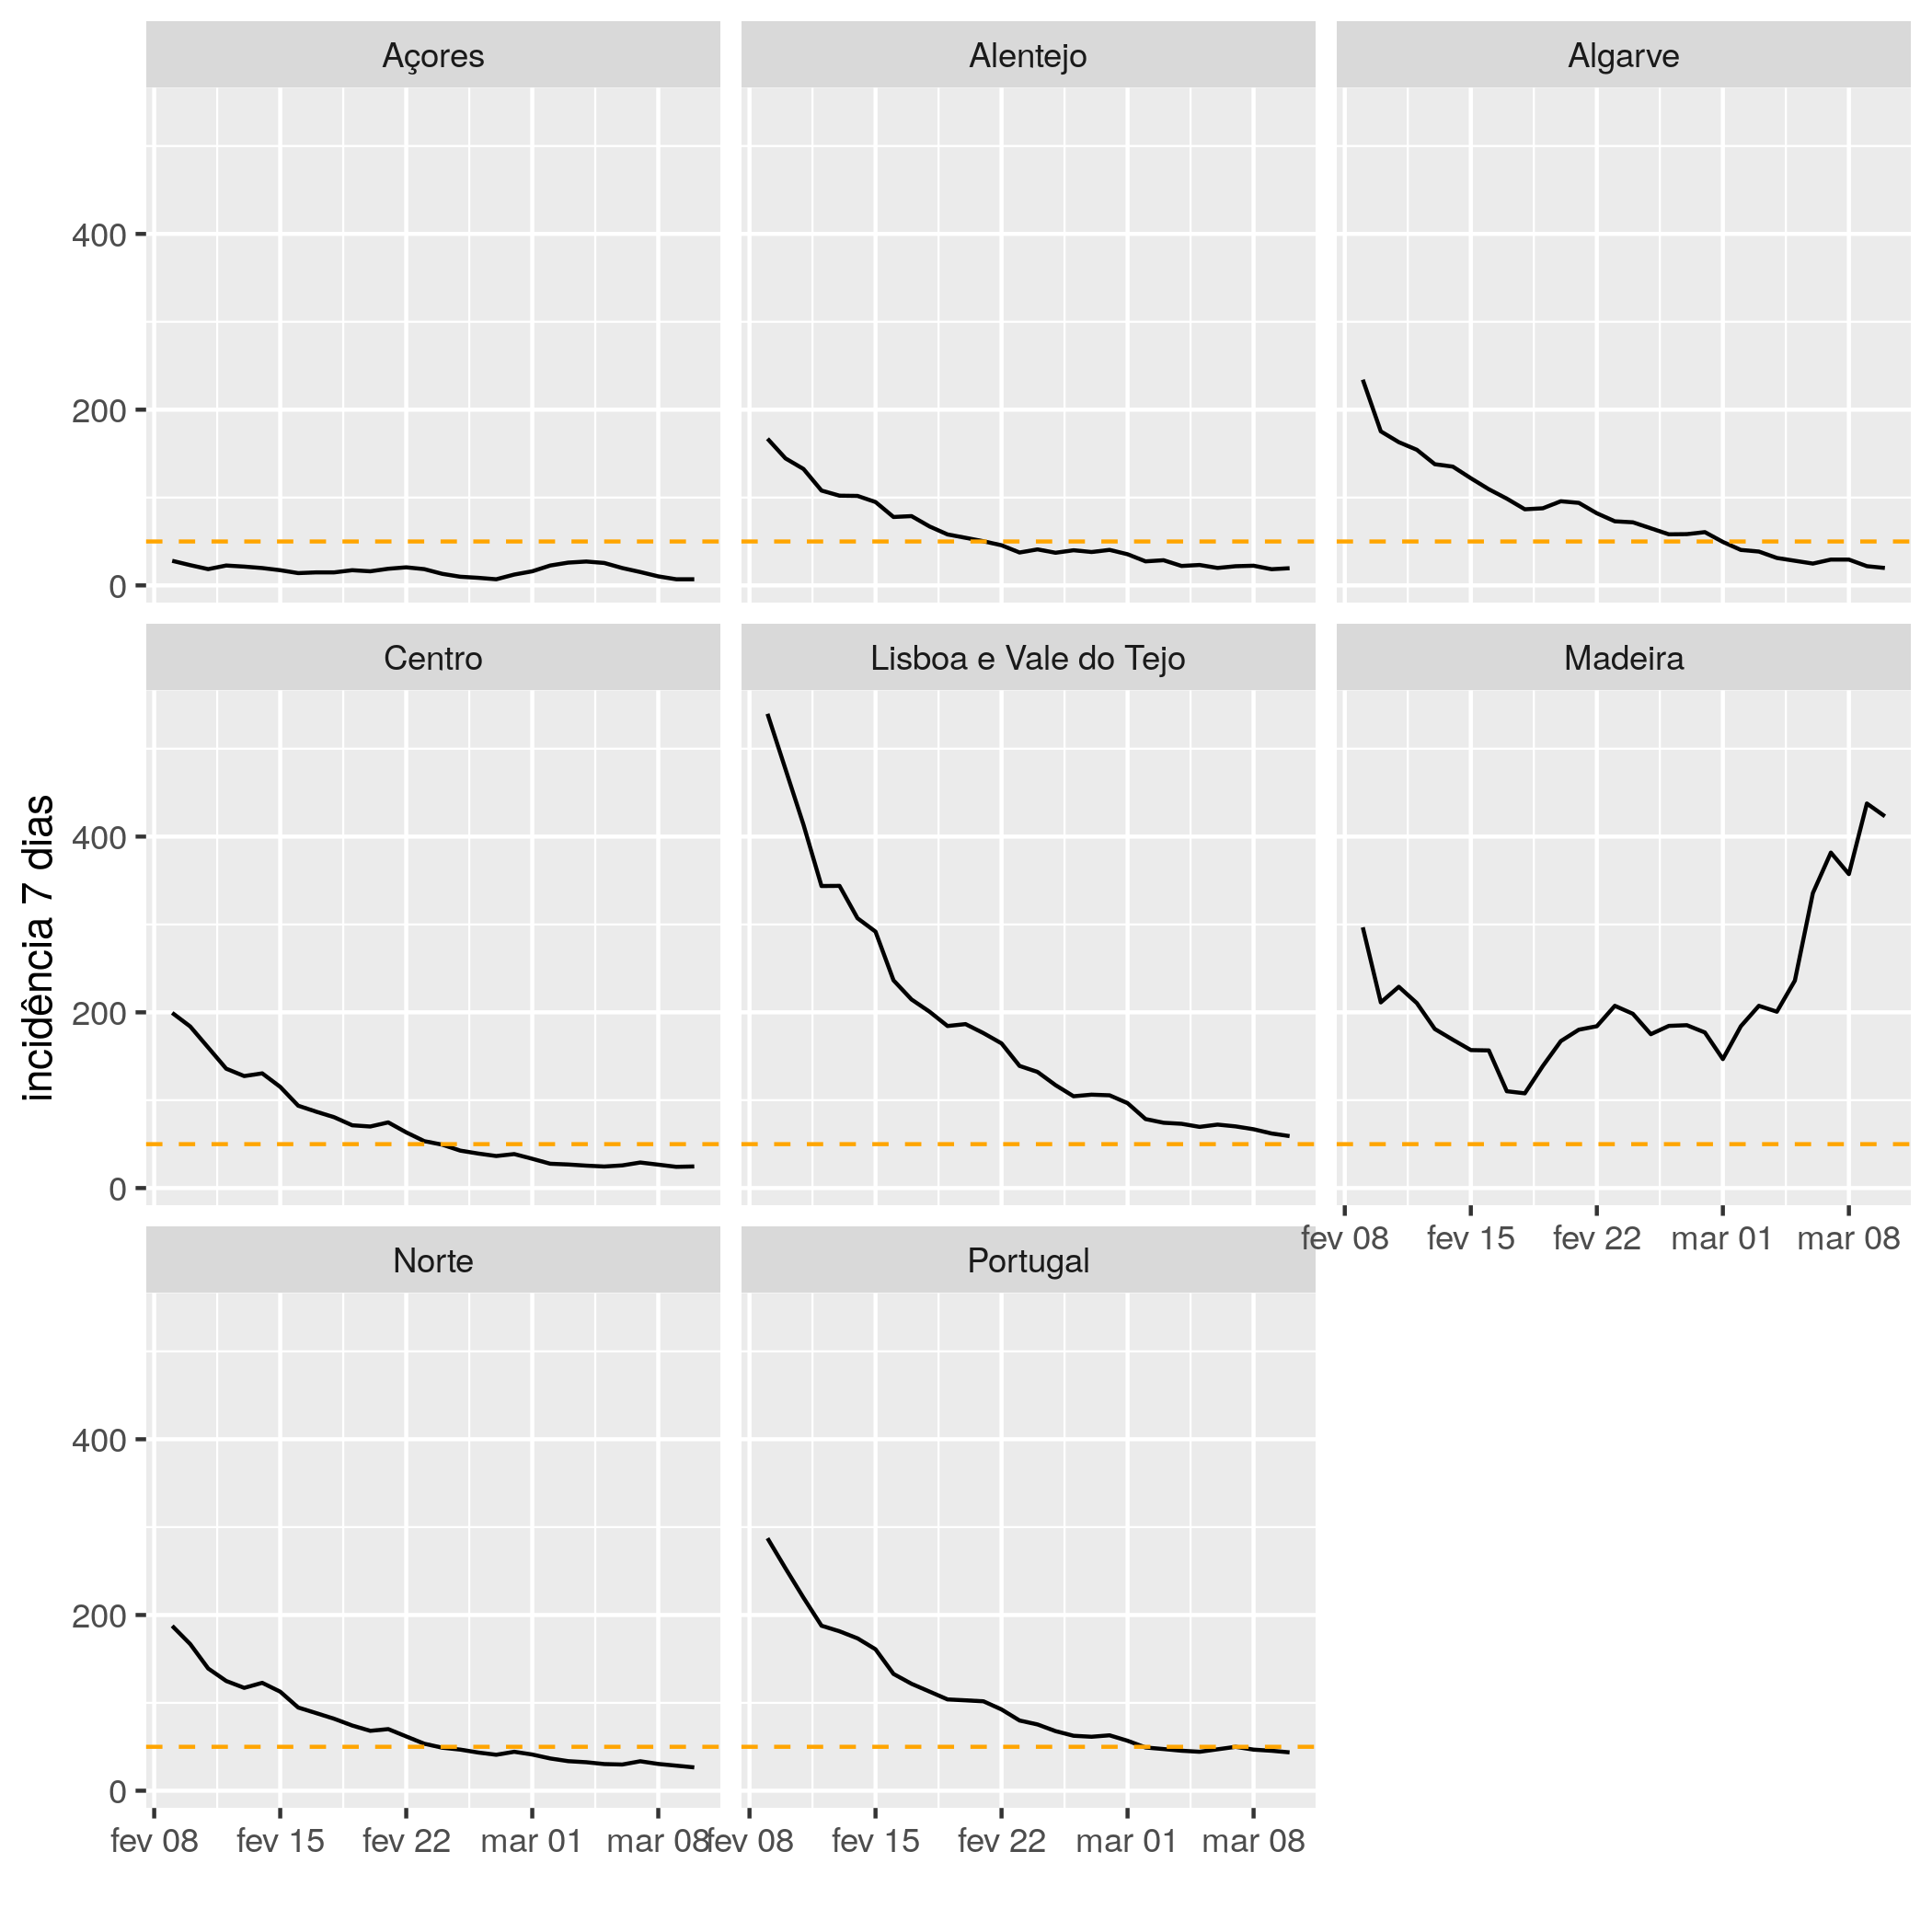 Açores
Alentejo
Algarve
400
200
0
Centro
Lisboa e Vale do Tejo
Madeira
incidência 7 dias
400
200
0
fev 08
fev 15
fev 22
mar 01
mar 08
Norte
Portugal
400
200
0
fev 08
fev 15
fev 22
mar 01
mar 08
fev 08
fev 15
fev 22
mar 01
mar 08